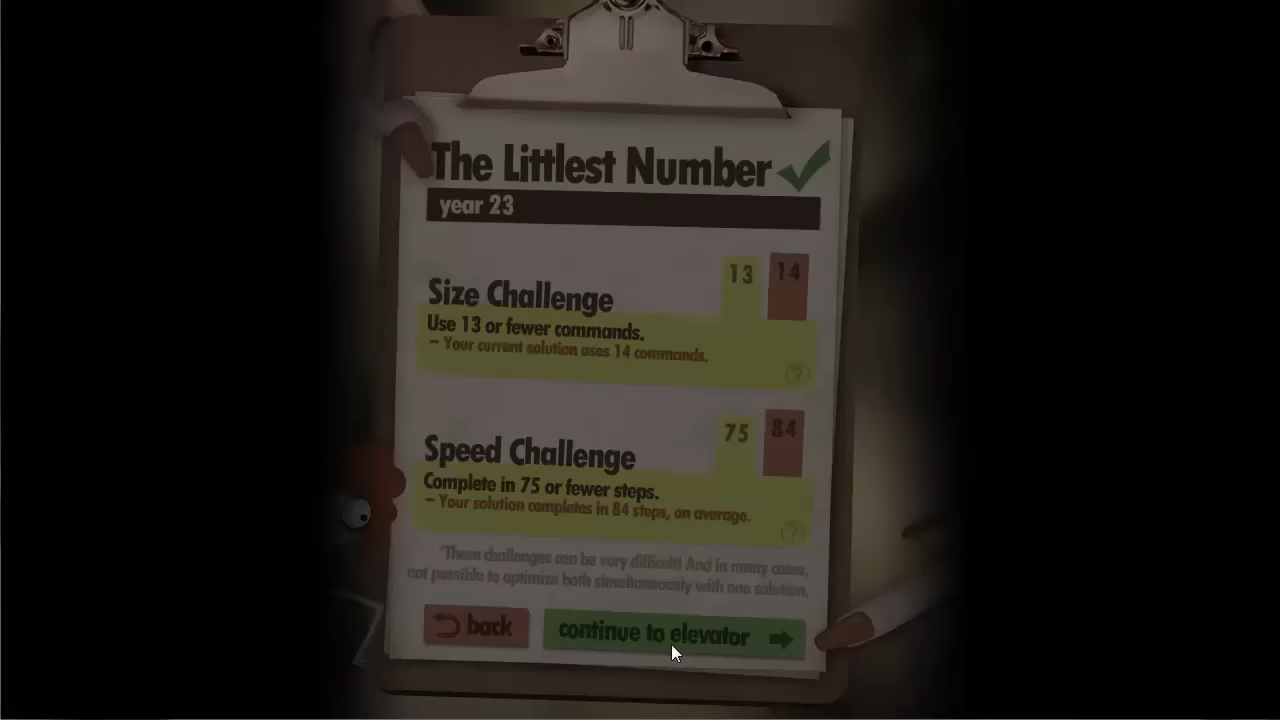 The Littlest Number
year 23
13 14
Size Challenge
Use 13 or fewer commands.
– Your current solution uses 14 commands.
?
75 84
Speed Challenge
Complete in 75 or fewer steps.
– Your solution completes in 84 steps, on average.
?
"These challenges can be very difficult! And in many cases,
not possible to optimize both simultaneously with one solution.
back continue to elevator